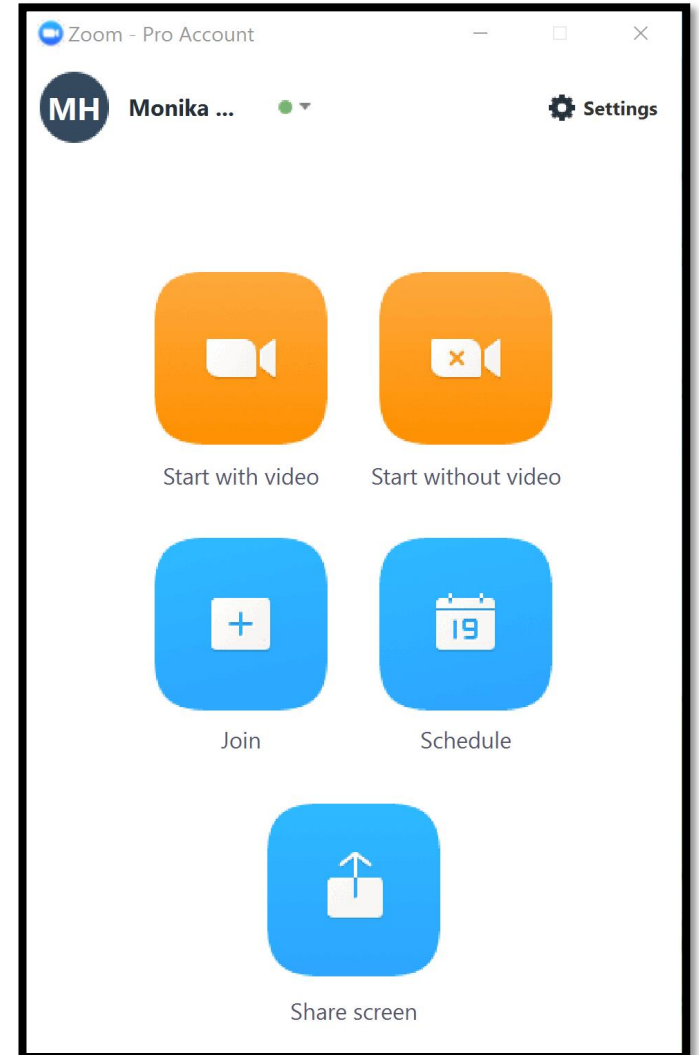 Zoom - Pro Account
MH Monika ... Settings
Start with video Start without video
19
Join Schedule
Share screen